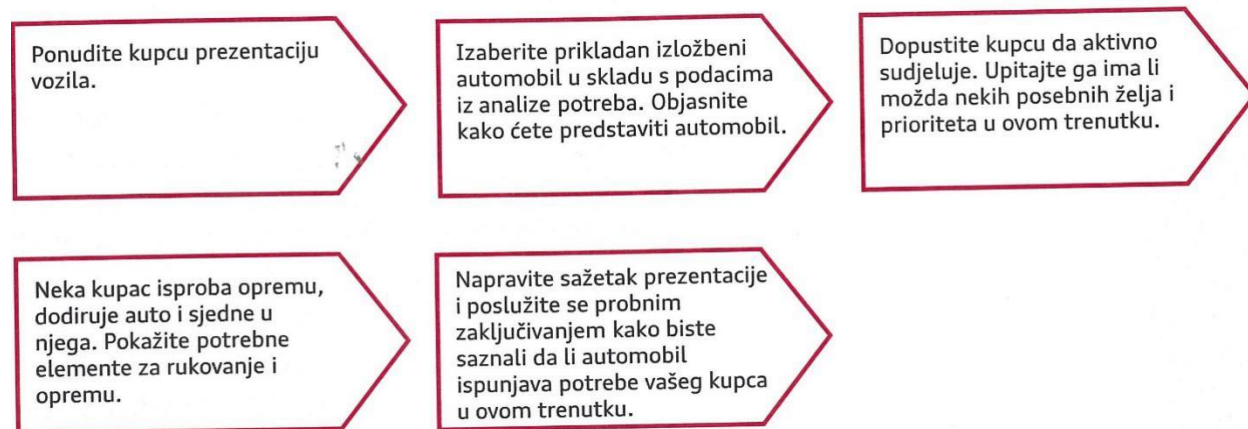 Ponudite kupcu prezentaciju
vozila.
Izaberite prikladan izložbeni
automobil u skladu s podacima
iz analize potreba. Objasnite
kako ćete predstaviti automobil.
Dopustite kupcu da aktivno
sudjeluje. Upitajte ga ima li
možda nekih posebnih želja i
prioriteta u ovom trenutku.
Neka kupac isproba opremu,
dodiruje auto i sjedne u
njega. Pokažite potrebne
elemente za rukovanje i
opremu.
Napravite sažetak prezentacije
i poslužite se probnim
zaključivanjem kako biste
saznali da li automobil
ispunjava potrebe vašeg kupca
u ovom trenutku.